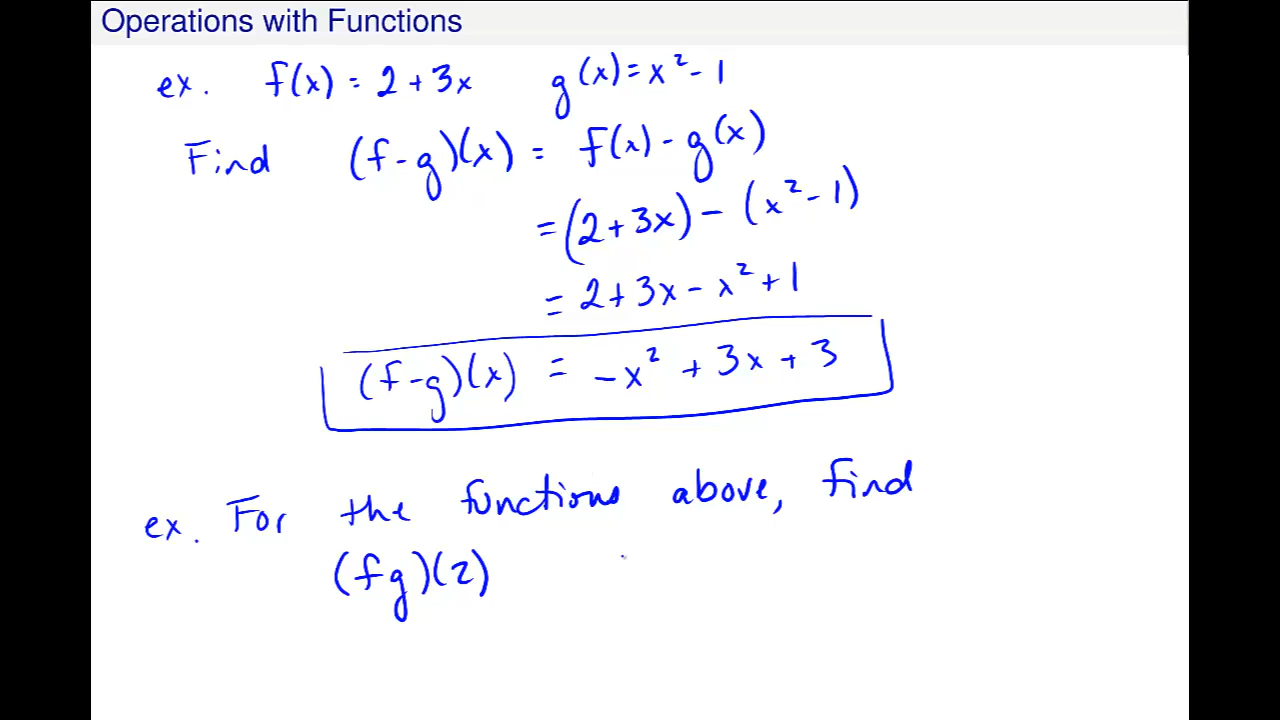 Operations with Functions
ex. f(x) = 2 + 3x g(x) = x² - 1
Find (f-g)(x) = f(x) - g(x)
= (2 + 3x) - (x² - 1)
= 2 + 3x - x² + 1
(f-g)(x) = -x² + 3x + 3
ex. For the functions above, find
(fg)(2)